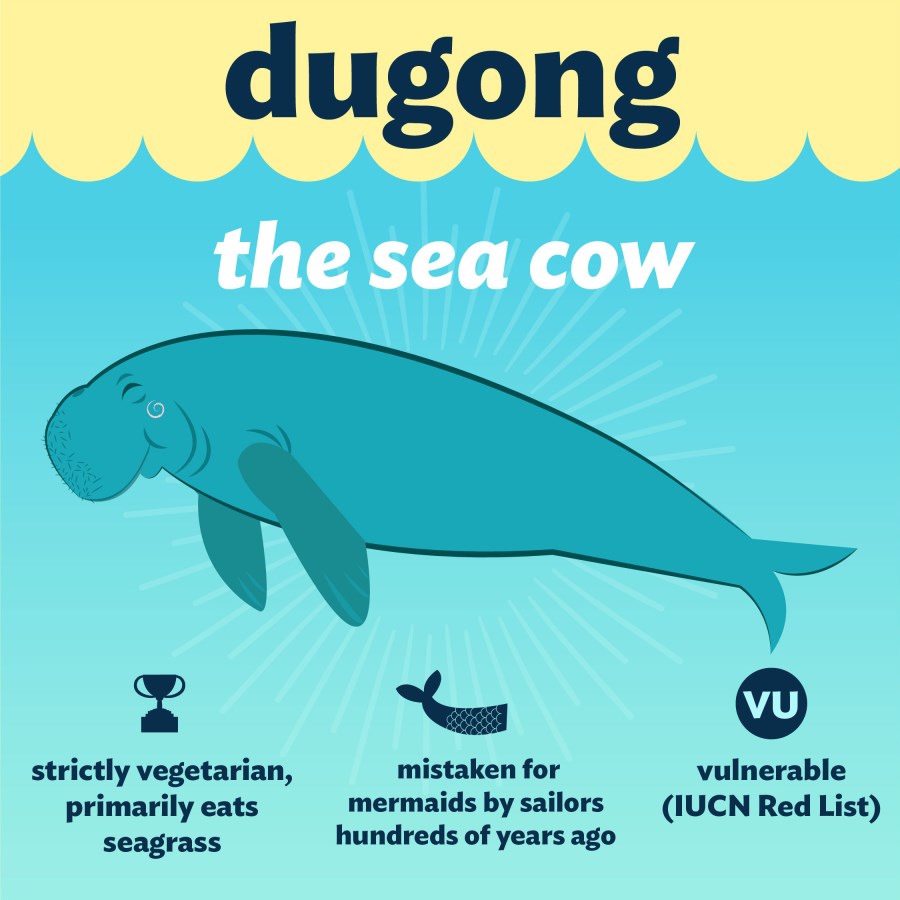 dugong
the sea cow
VU
strictly vegetarian,
primarily eats
seagrass
mistaken for
mermaids by sailors
hundreds of years ago
vulnerable
(IUCN Red List)